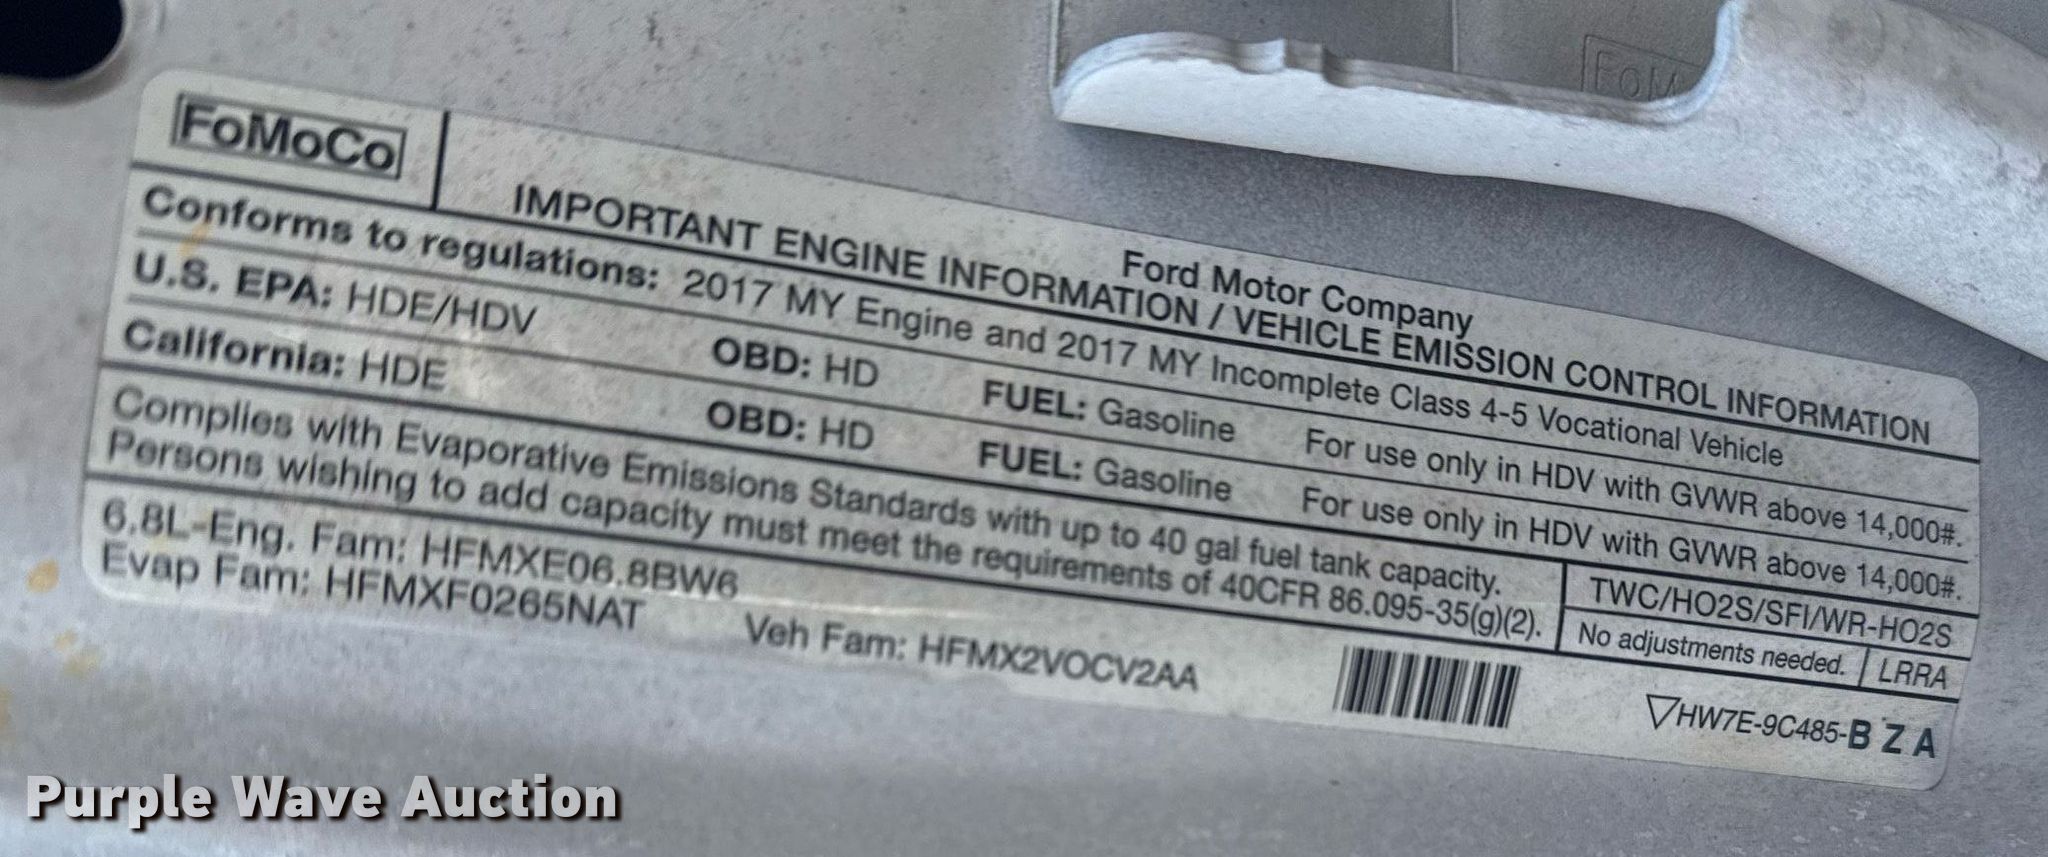 FoM
FoMoCo
Ford Motor Company
IMPORTANT ENGINE INFORMATION / VEHICLE EMISSION CONTROL INFORMATION
Conforms to regulations: 2017 MY Engine and 2017 MY Incomplete Class 4-5 Vocational Vehicle
U.S. EPA: HDE/HDV OBD: HD FUEL: Gasoline For use only in HDV with GVWR above 14,000#.
California: HDE OBD: HD FUEL: Gasoline For use only in HDV with GVWR above 14,000#.
Complies with Evaporative Emissions Standards with up to 40 gal fuel tank capacity.
Persons wishing to add capacity must meet the requirements of 40CFR 86.095-35(g)(2).
TWC/HO2S/SFI/WR-HO2S
No adjustments needed. LRRA
6.8L-Eng. Fam: HFMXE06.8BW6
Evap Fam: HFMXF0265NAT Veh Fam: HFMX2VOCV2AA
▽HW7E-9C485-B Z A
Purple Wave Auction